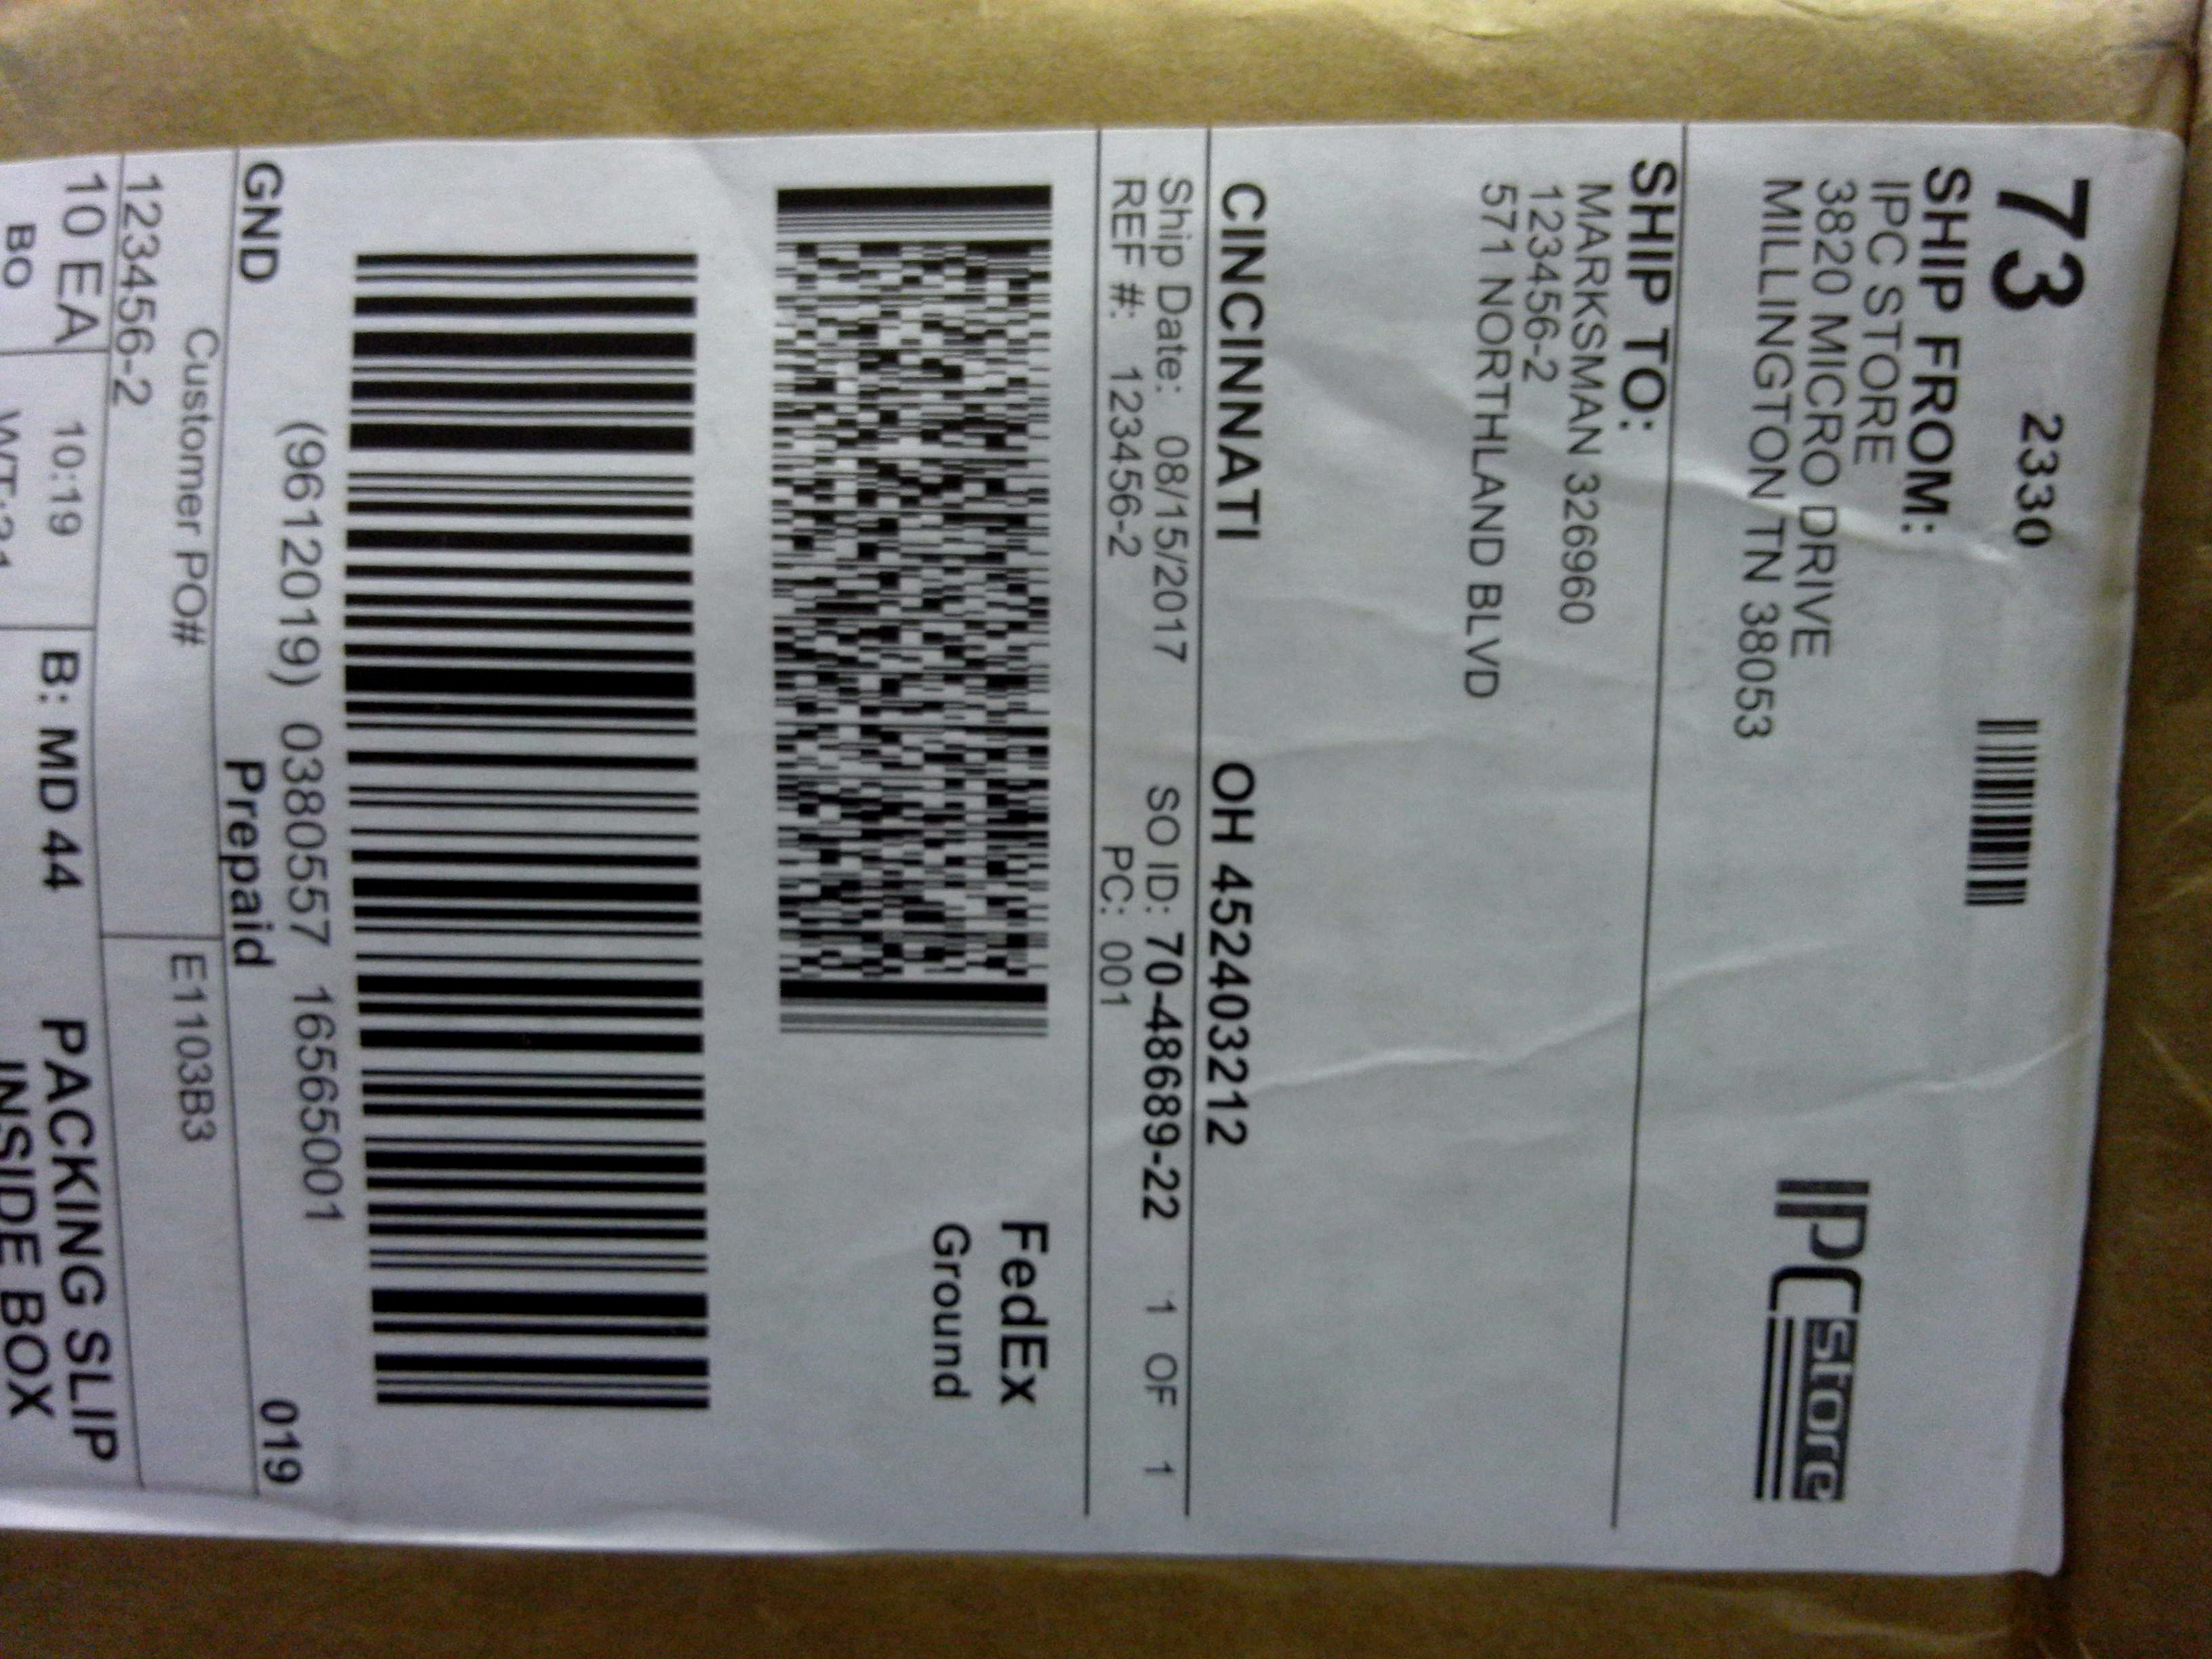 73 2330
SHIP FROM:
IPC STORE
3820 MICRO DRIVE
MILLINGTON TN 38053
IPC store
SHIP TO:
MARKSMAN 3269960
123456-2
571 NORTHLAND BLVD
CINCINNATI OH 452403212
Ship Date: 08/15/2017 SO ID: 70-48689-22 1 OF 1
REF #: 123456-2 PC: 001
FedEx
Ground
(9612019) 0380557 16565001
GND Prepaid 019
Customer PO# E1103B3
123456-2
10 EA 10:19 B: MD 44 PACKING SLIP
BO INSIDE BOX